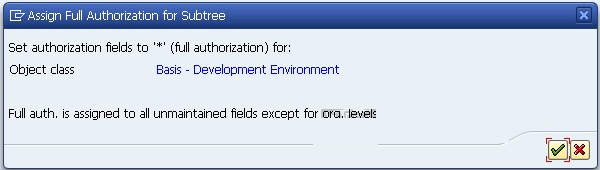 Assign Full Authorization for Subtree
Set authorization fields to '*' (full authorization) for:
Object class Basis - Development Environment
Full auth. is assigned to all unmaintained fields except for org. levels